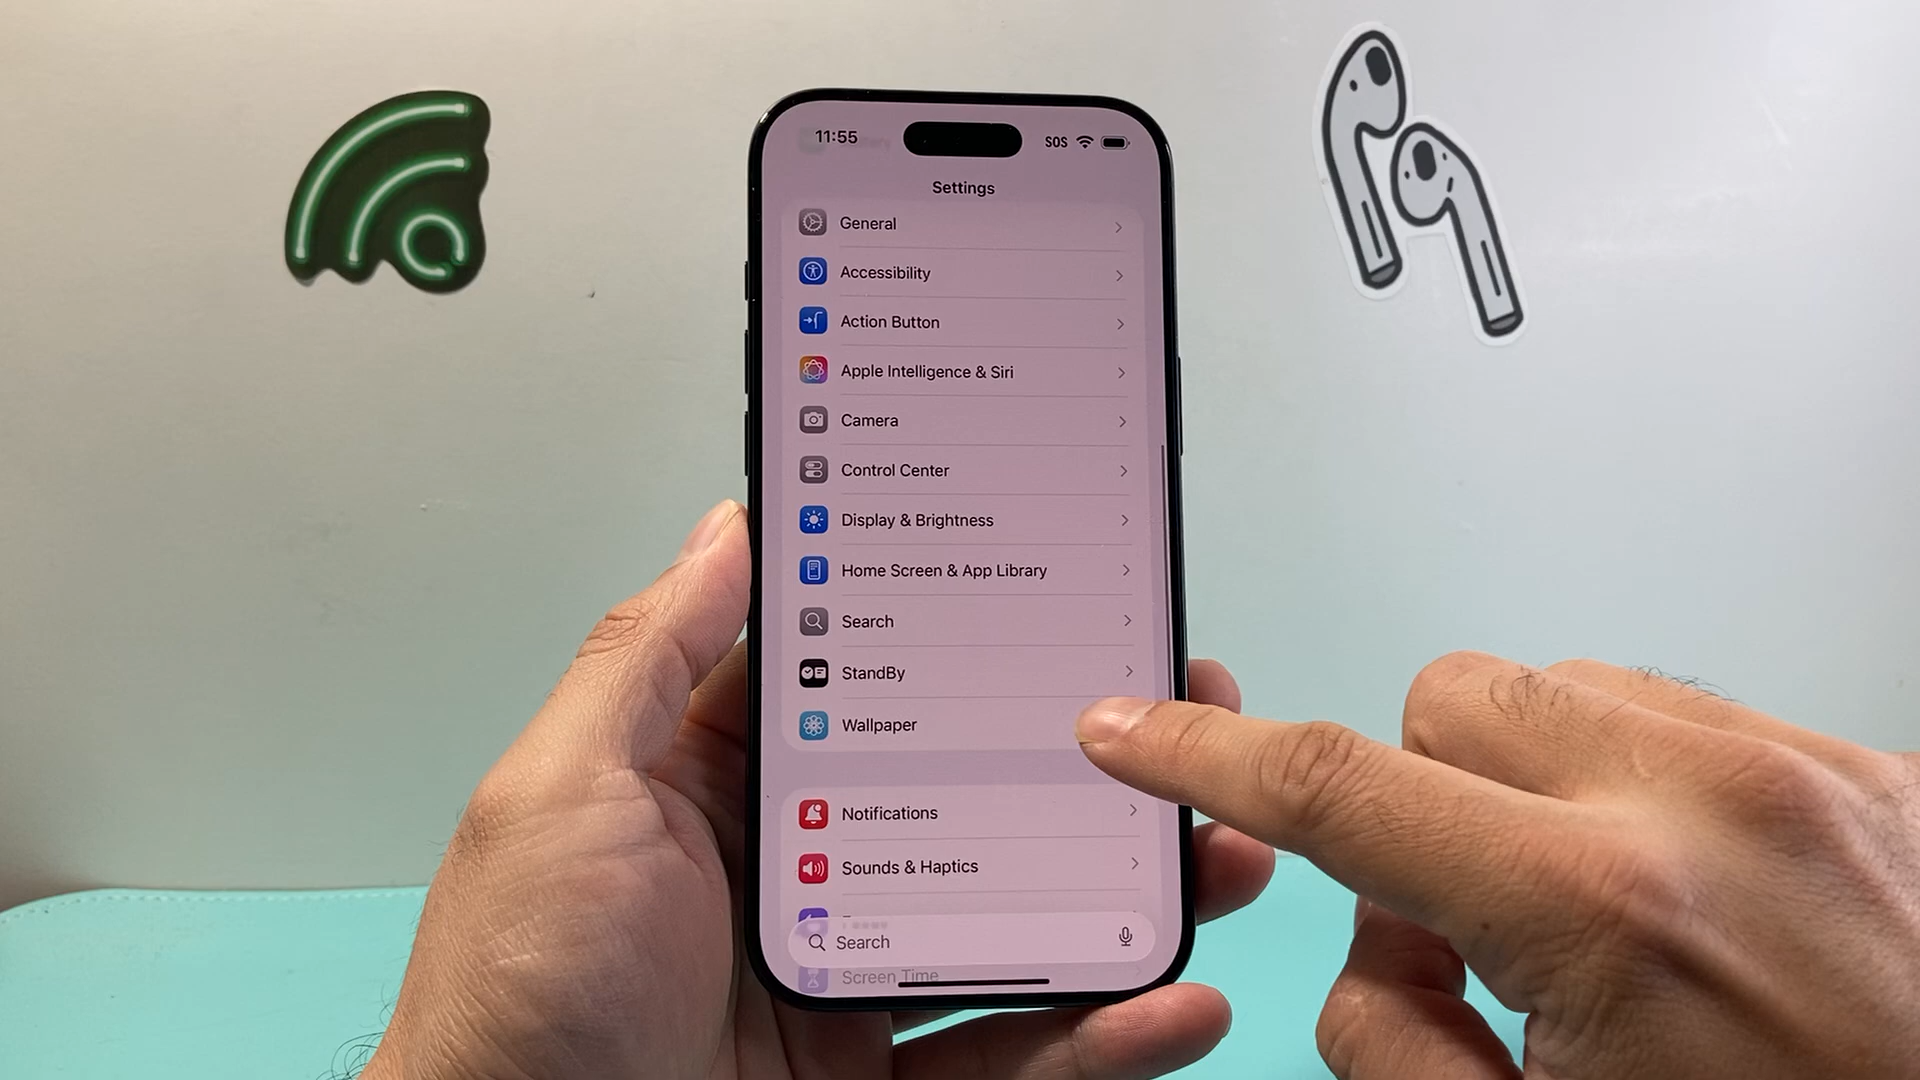 11:55
SOS
Settings
General
Accessibility
Action Button
Apple Intelligence & Siri
Camera
Control Center
Display & Brightness
Home Screen & App Library
Search
StandBy
Wallpaper
Notifications
Sounds & Haptics
Search
Screen Time